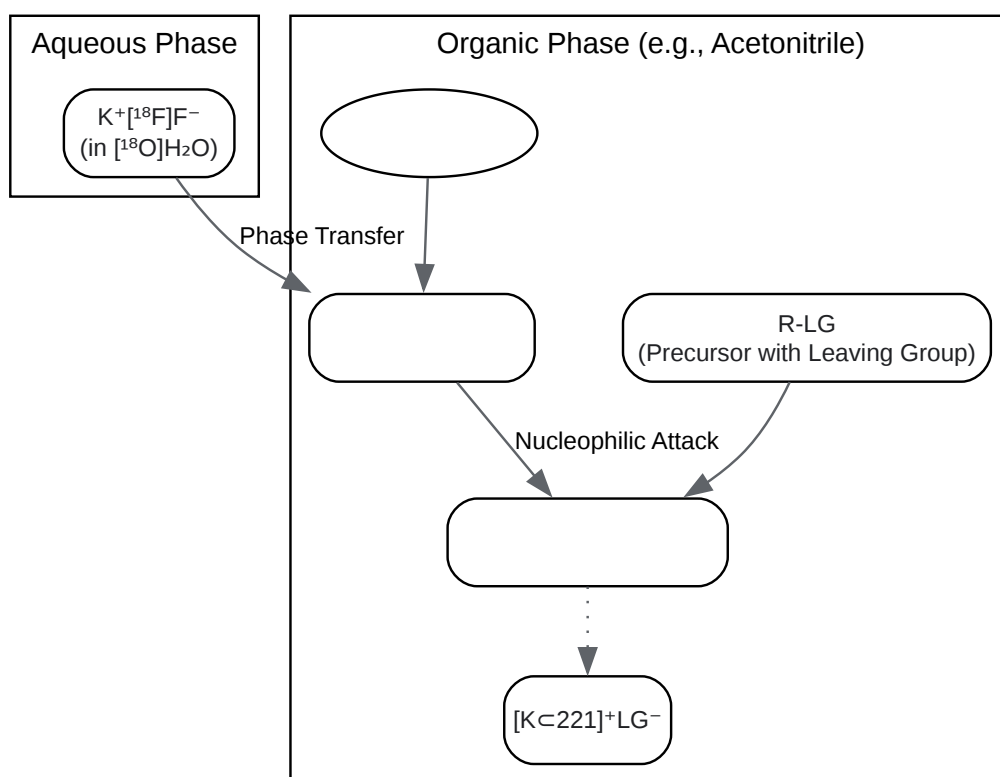 Aqueous Phase
Organic Phase (e.g., Acetonitrile)
K⁺[¹⁸F]F⁻
(in [¹⁸O]H₂O)
Phase Transfer
R-LG
(Precursor with Leaving Group)
Nucleophilic Attack
[K⊂221]⁺LG⁻